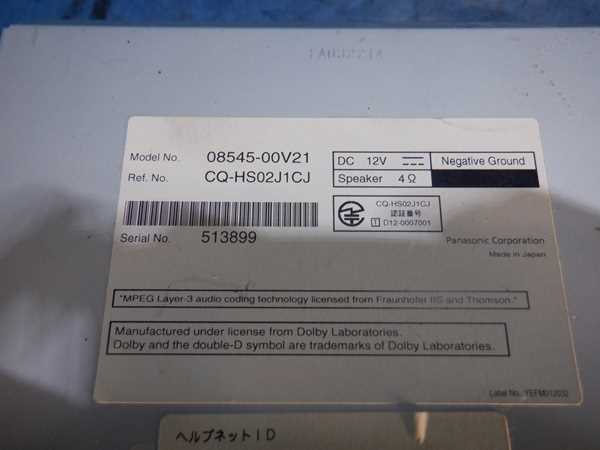 Model No. 08545-00V21
Ref. No. CQ-HS02J1CJ
DC 12V
Negative Ground
Speaker 4Ω
CQ-HS02J1CJ
認証番号
T D12-0007001
Serial No. 513899
Panasonic Corporation
Made in Japan
"MPEG Layer-3 audio coding technology licensed from Fraunhofer IIS and Thomson."
Manufactured under license from Dolby Laboratories.
Dolby and the double-D symbol are trademarks of Dolby Laboratories.
Label No. YEFM012032
ヘルプネットID